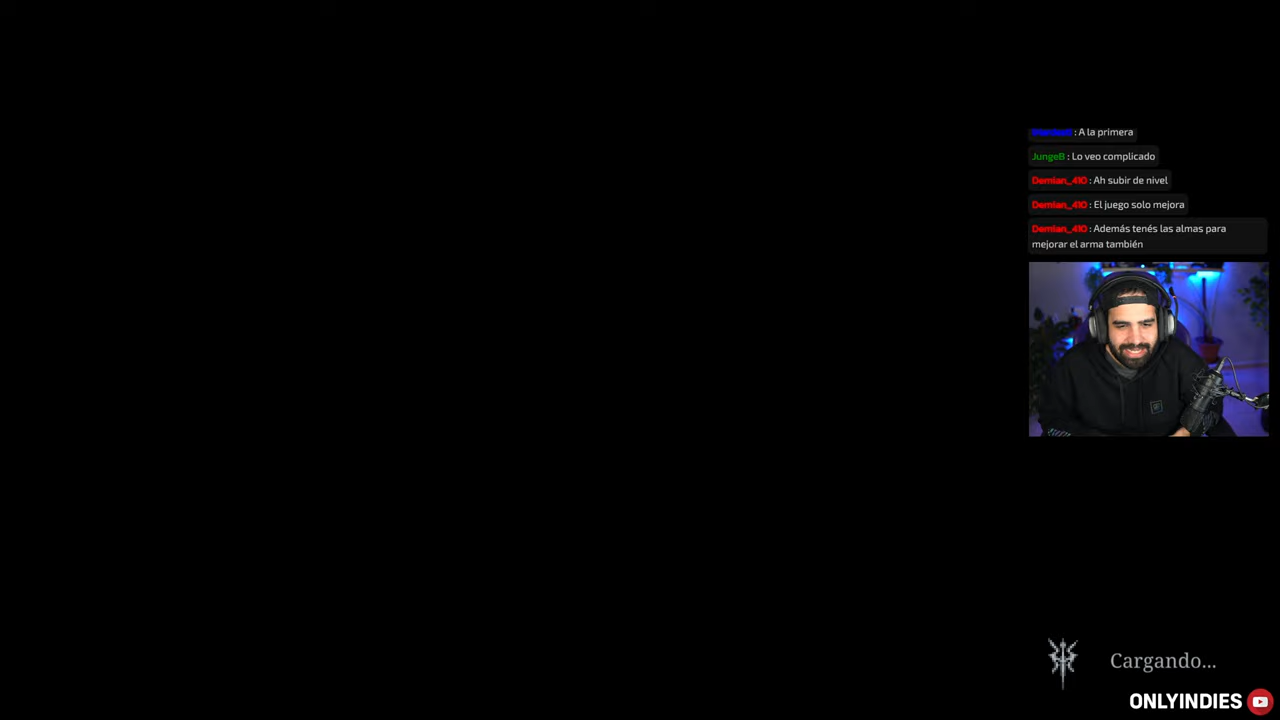 : A la primera
JungeB : Lo veo complicado
Demian_410 : Ah subir de nivel
Demian_410 : El juego solo mejora
Demian_410 : Además tenés las almas para
mejorar el arma también
Cargando...
ONLYINDIES